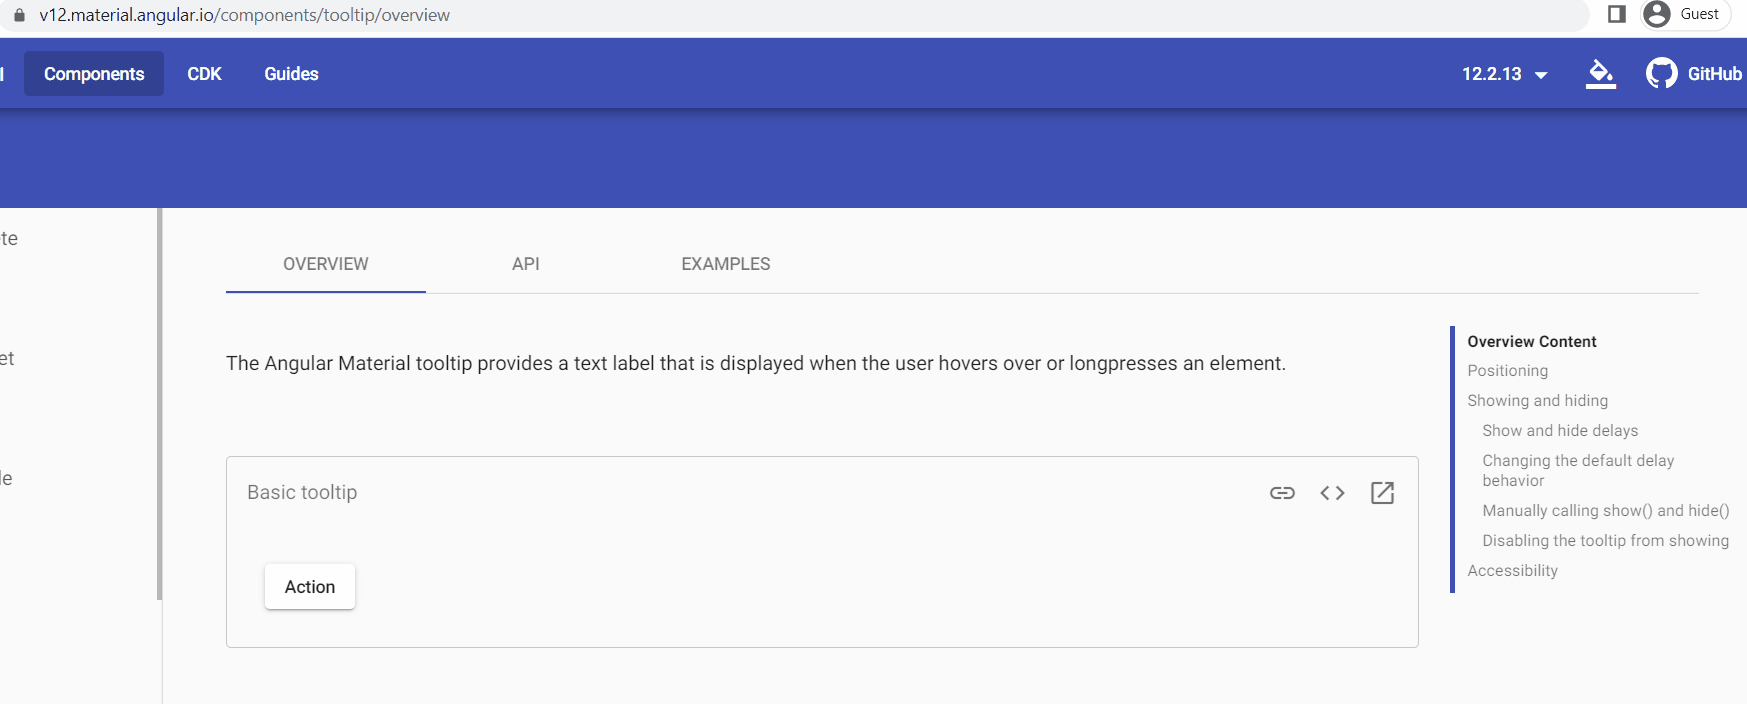 v12.material.angular.io/components/tooltip/overview
Guest
Components
CDK
Guides
12.2.13
GitHub
OVERVIEW
API
EXAMPLES
The Angular Material tooltip provides a text label that is displayed when the user hovers over or longpresses an element.
Basic tooltip
Action
Overview Content
Positioning
Showing and hiding
Show and hide delays
Changing the default delay
behavior
Manually calling show() and hide()
Disabling the tooltip from showing
Accessibility